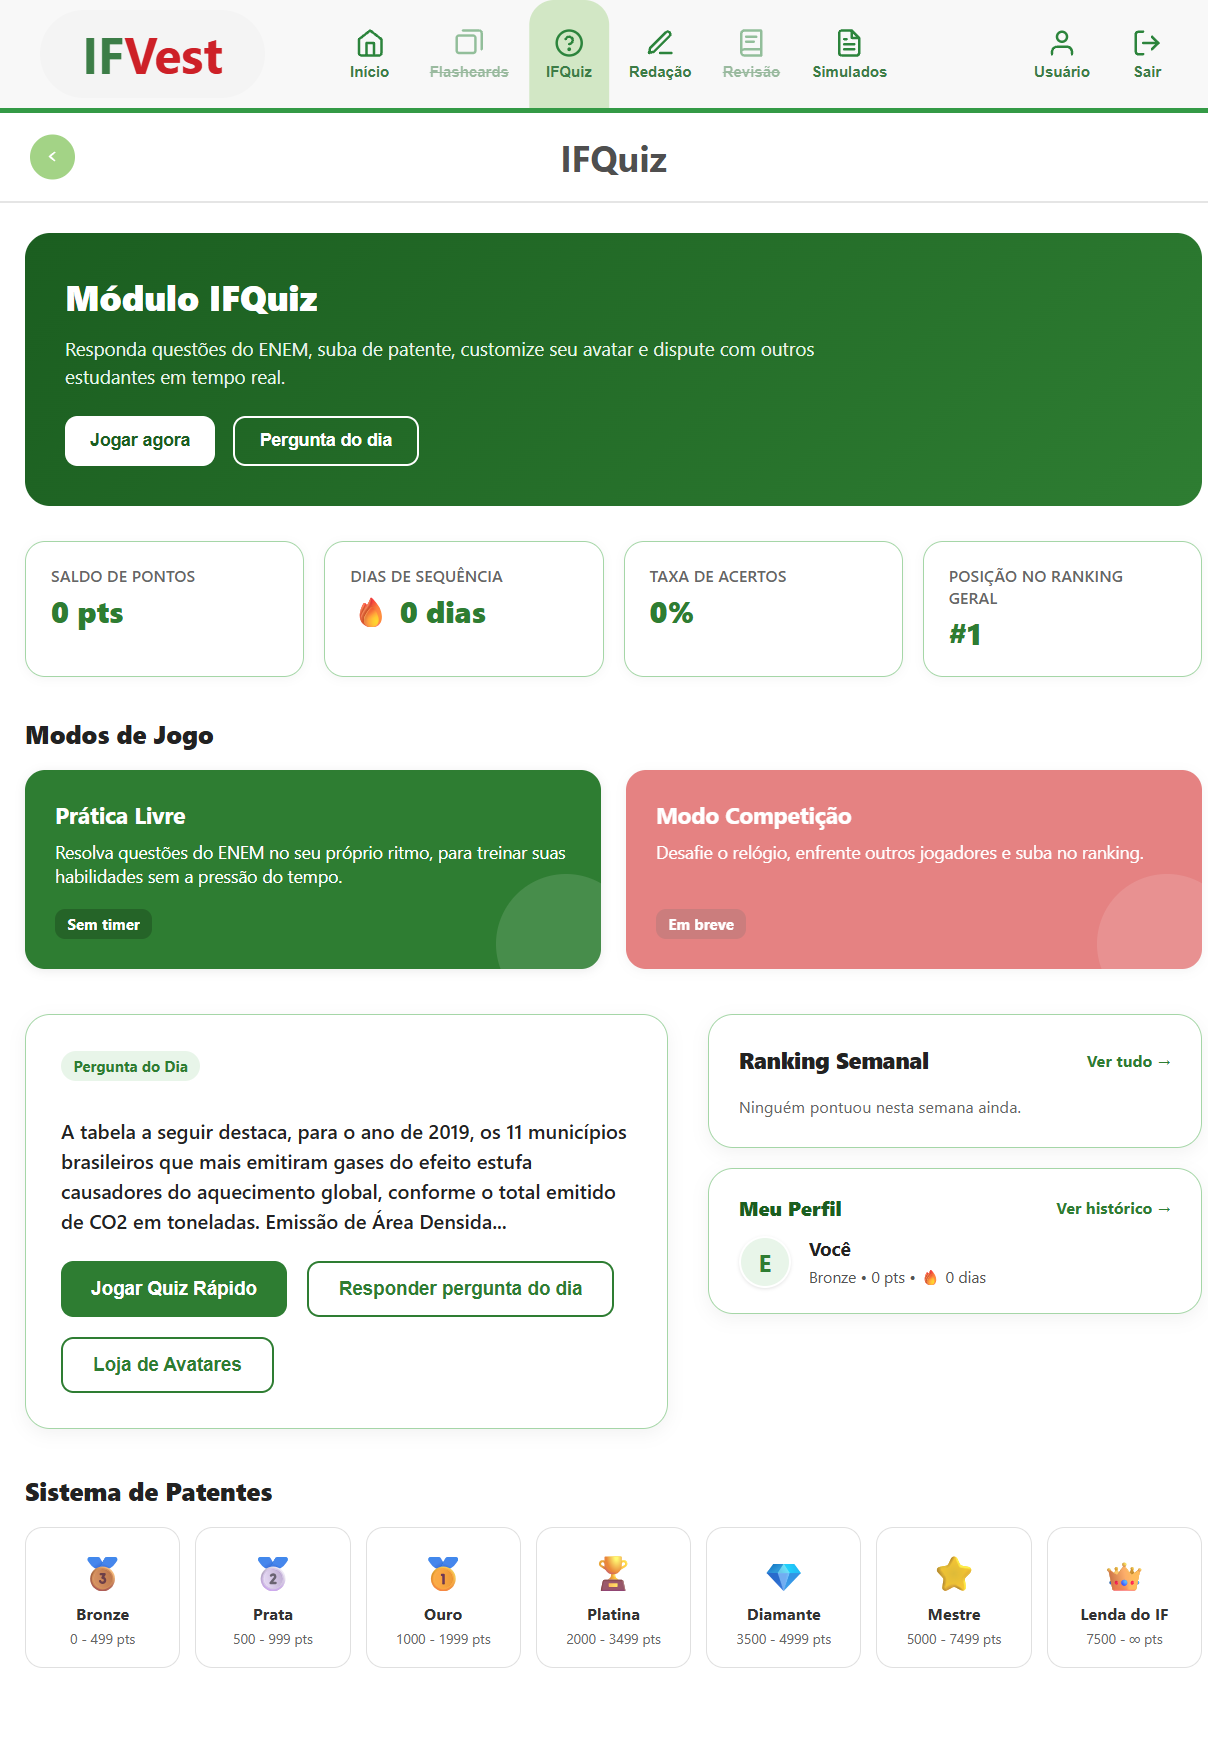 IFVest
Início
Flashcards
IFQuiz
Redação
Revisão
Simulados
Usuário
Sair
IFQuiz
Módulo IFQuiz
Responda questões do ENEM, suba de patente, customize seu avatar e dispute com outros
estudantes em tempo real.
Jogar agora
Pergunta do dia
SALDO DE PONTOS
0 pts
DIAS DE SEQUÊNCIA
0 dias
TAXA DE ACERTOS
0%
POSIÇÃO NO RANKING
GERAL
#1
Modos de Jogo
Prática Livre
Resolva questões do ENEM no seu próprio ritmo, para treinar suas
habilidades sem a pressão do tempo.
Sem timer
Modo Competição
Desafie o relógio, enfrente outros jogadores e suba no ranking.
Em breve
Pergunta do Dia
A tabela a seguir destaca, para o ano de 2019, os 11 municípios
brasileiros que mais emitiram gases do efeito estufa
causadores do aquecimento global, conforme o total emitido
de CO2 em toneladas. Emissão de Área Densida...
Jogar Quiz Rápido
Responder pergunta do dia
Loja de Avatares
Ranking Semanal
Ver tudo →
Ninguém pontuou nesta semana ainda.
Meu Perfil
Ver histórico →
E
Você
Bronze • 0 pts • 🔥 0 dias
Sistema de Patentes
3
Bronze
0 - 499 pts
2
Prata
500 - 999 pts
1
Ouro
1000 - 1999 pts
Platina
2000 - 3499 pts
Diamante
3500 - 4999 pts
Mestre
5000 - 7499 pts
Lenda do IF
7500 - ∞ pts